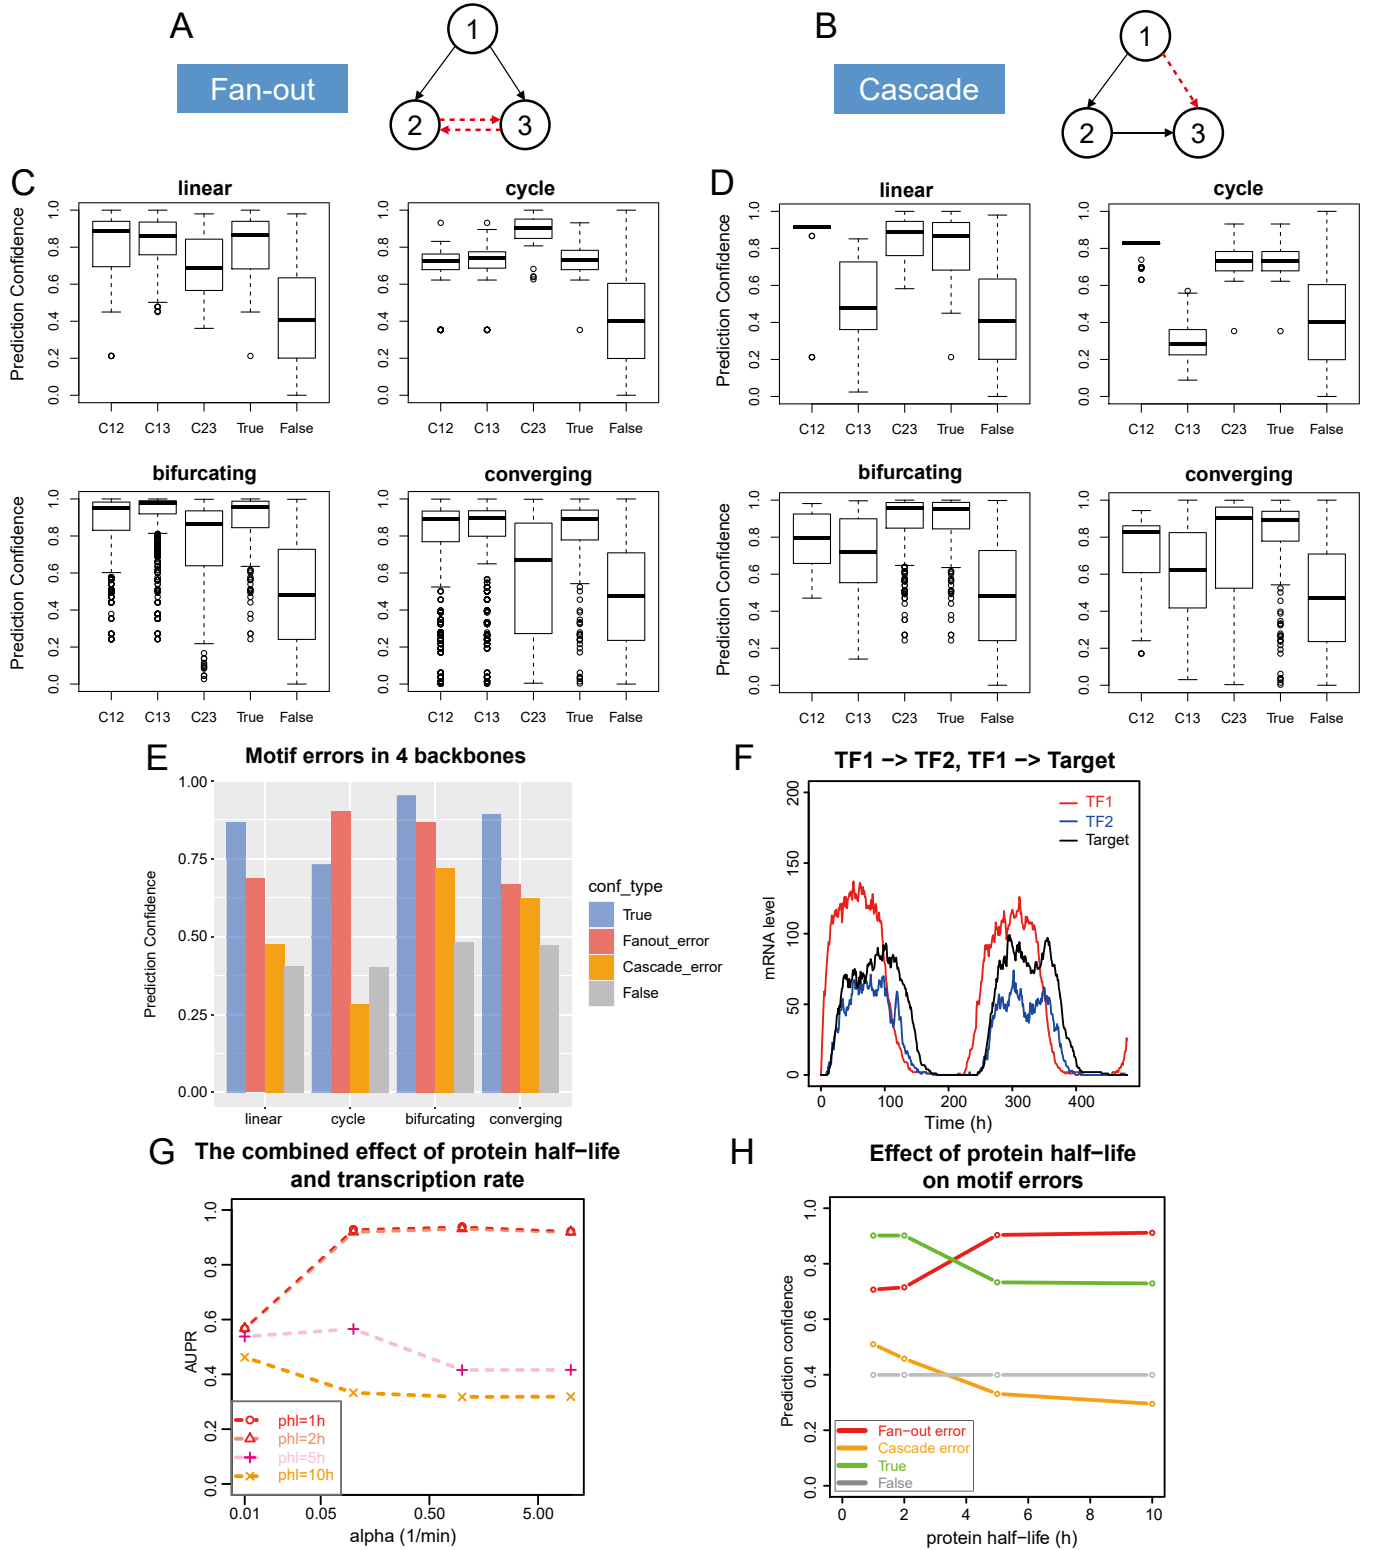 A
Fan-out
1
2
3
B
Cascade
1
2
3
C
linear
Prediction Confidence
0.0 0.2 0.4 0.6 0.8 1.0
C12 C13 C23 True False
cycle
0.0 0.2 0.4 0.6 0.8 1.0
C12 C13 C23 True False
bifurcating
Prediction Confidence
0.0 0.2 0.4 0.6 0.8 1.0
C12 C13 C23 True False
converging
0.0 0.2 0.4 0.6 0.8 1.0
C12 C13 C23 True False
D
linear
Prediction Confidence
0.0 0.2 0.4 0.6 0.8 1.0
C12 C13 C23 True False
cycle
0.0 0.2 0.4 0.6 0.8 1.0
C12 C13 C23 True False
bifurcating
Prediction Confidence
0.0 0.2 0.4 0.6 0.8 1.0
C12 C13 C23 True False
converging
0.0 0.2 0.4 0.6 0.8 1.0
C12 C13 C23 True False
E
Motif errors in 4 backbones
Prediction Confidence
1.00
0.75
0.50
0.25
0.00
linear cycle bifurcating converging
conf_type
True
Fanout_error
Cascade_error
False
F
TF1 −> TF2, TF1 −> Target
mRNA level
0 50 100 150 200
TF1
TF2
Target
0 100 200 300 400
Time (h)
G
The combined effect of protein half−life
and transcription rate
AUPR
0.0 0.2 0.4 0.6 0.8 1.0
phl=1h
phl=2h
phl=5h
phl=10h
0.01 0.05 0.50 5.00
alpha (1/min)
H
Effect of protein half−life
on motif errors
Prediction confidence
0.0 0.2 0.4 0.6 0.8 1.0
Fan−out error
Cascade error
True
False
0 2 4 6 8 10
protein half−life (h)